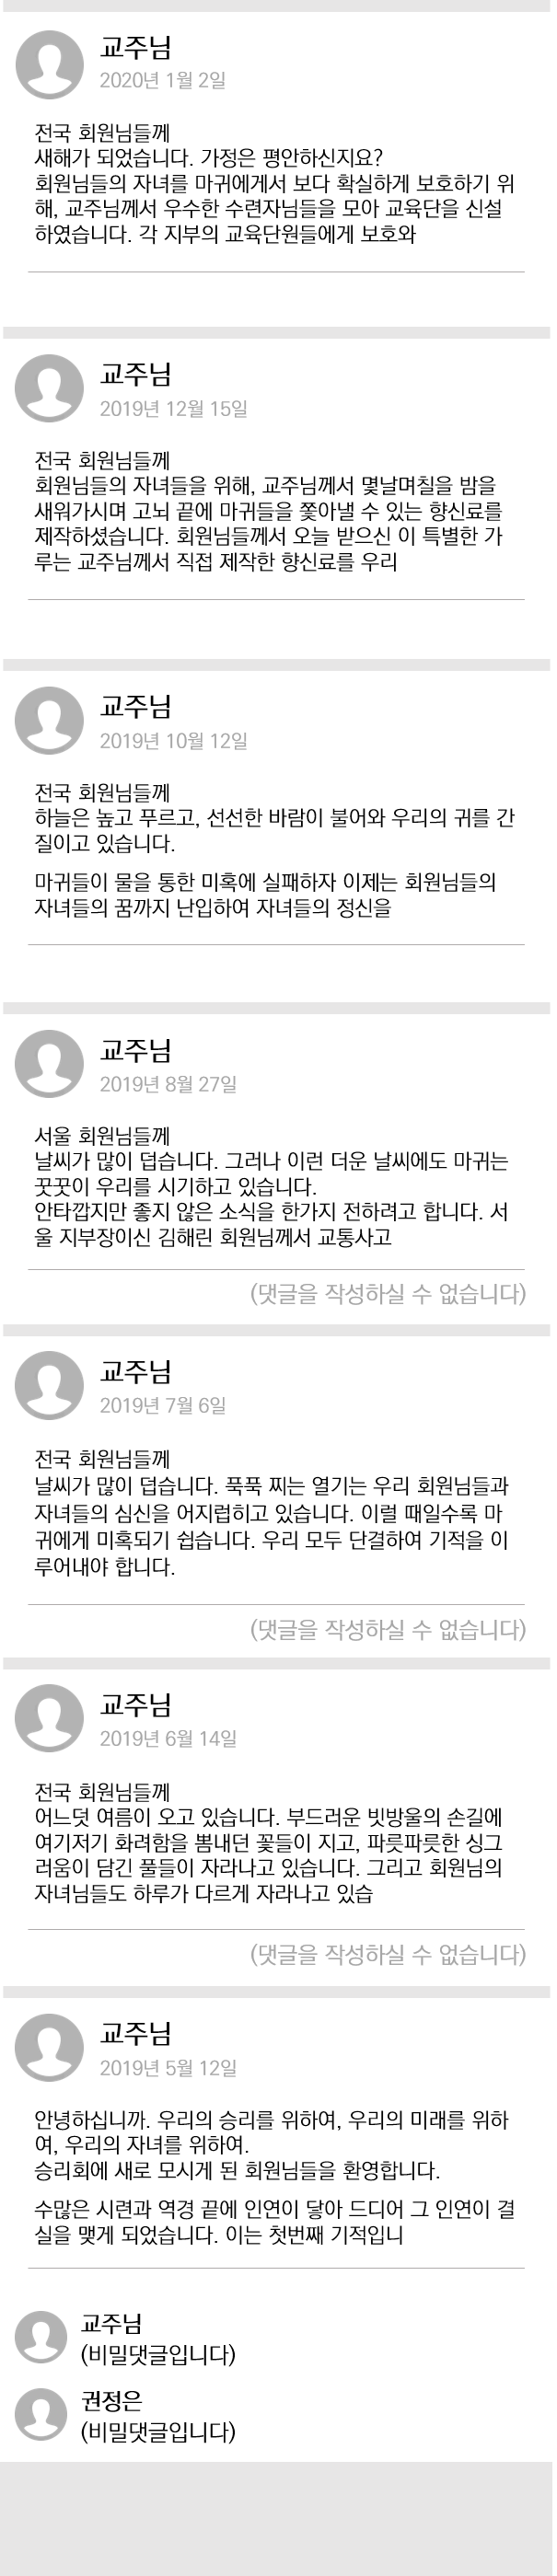 교주님
2020년 1월 2일
전국 회원님들께
새해가 되었습니다. 가정은 평안하신지요?
회원님들의 자녀를 마귀에게서 보다 확실하게 보호하기 위
해, 교주님께서 우수한 수련자님들을 모아 교육단을 신설
하였습니다. 각 지부의 교육단원들에게 보호와
교주님
2019년 12월 15일
전국 회원님들께
회원님들의 자녀들을 위해, 교주님께서 몇날며칠을 밤을
새워가시며 고뇌 끝에 마귀들을 쫓아낼 수 있는 향신료를
제작하셨습니다. 회원님들께서 오늘 받으신 이 특별한 가
루는 교주님께서 직접 제작한 향신료를 우리
교주님
2019년 10월 12일
전국 회원님들께
하늘은 높고 푸르고, 선선한 바람이 불어와 우리의 귀를 간
질이고 있습니다.
마귀들이 물을 통한 미혹에 실패하자 이제는 회원님들의
자녀들의 꿈까지 난입하여 자녀들의 정신을
교주님
2019년 8월 27일
서울 회원님들께
날씨가 많이 덥습니다. 그러나 이런 더운 날씨에도 마귀는
꿋꿋이 우리를 시기하고 있습니다.
안타깝지만 좋지 않은 소식을 한가지 전하려고 합니다. 서
울 지부장이신 김해린 회원님께서 교통사고
(댓글을 작성하실 수 없습니다)
교주님
2019년 7월 6일
전국 회원님들께
날씨가 많이 덥습니다. 푹푹 찌는 열기는 우리 회원님들과
자녀들의 심신을 어지럽히고 있습니다. 이럴 때일수록 마
귀에게 미혹되기 쉽습니다. 우리 모두 단결하여 기적을 이
루어내야 합니다.
(댓글을 작성하실 수 없습니다)
교주님
2019년 6월 14일
전국 회원님들께
어느덧 여름이 오고 있습니다. 부드러운 빗방울의 손길에
여기저기 화려함을 뽐내던 꽃들이 지고, 파릇파릇한 싱그
러움이 담긴 풀들이 자라나고 있습니다. 그리고 회원님의
자녀님들도 하루가 다르게 자라나고 있습
(댓글을 작성하실 수 없습니다)
교주님
2019년 5월 12일
안녕하십니까. 우리의 승리를 위하여, 우리의 미래를 위하
여, 우리의 자녀를 위하여.
승리회에 새로 모시게 된 회원님들을 환영합니다.
수많은 시련과 역경 끝에 인연이 닿아 드디어 그 인연이 결
실을 맺게 되었습니다. 이는 첫번째 기적입니
교주님
(비밀댓글입니다)
권정은
(비밀댓글입니다)